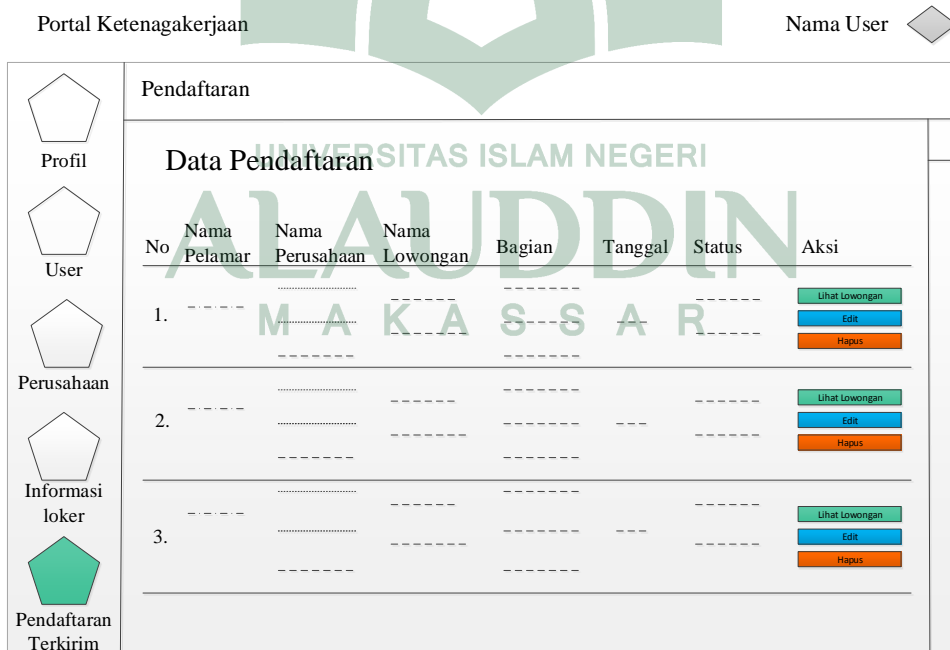 Portal Ketenagakerjaan
Nama User
Profil
User
Perusahaan
Informasi
loker
Pendaftaran
Terkirim
Pendaftaran
Data Pendaftaran
UNIVERSITAS ISLAM NEGERI
ALAUDDIN
MAKASSAR
No Nama Pelamar Nama Perusahaan Nama Lowongan Bagian Tanggal Status Aksi
1.
Lihat Lowongan
Edit
Hapus
2.
Lihat Lowongan
Edit
Hapus
3.
Lihat Lowongan
Edit
Hapus